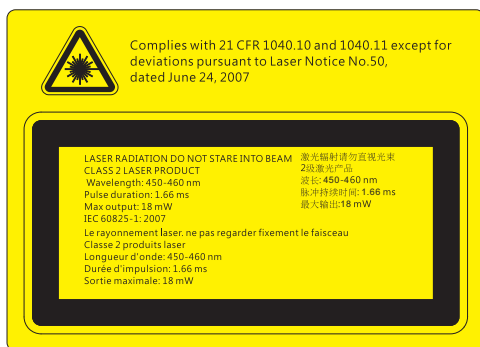 Complies with 21 CFR 1040.10 and 1040.11 except for
deviations pursuant to Laser Notice No.50,
dated June 24, 2007
LASER RADIATION DO NOT STARE INTO BEAM
CLASS 2 LASER PRODUCT
Wavelength: 450-460 nm
Pulse duration: 1.66 ms
Max output: 18 mW
IEC 60825-1: 2007
激光辐射请勿直视光束
2级激光产品
波长: 450-460 nm
脉冲持续时间: 1.66 ms
最大输出:18 mW
Le rayonnement laser. ne pas regarder fixement le faisceau
Classe 2 produits laser
Longueur d'onde: 450-460 nm
Durée d'impulsion: 1.66 ms
Sortie maximale: 18 mW